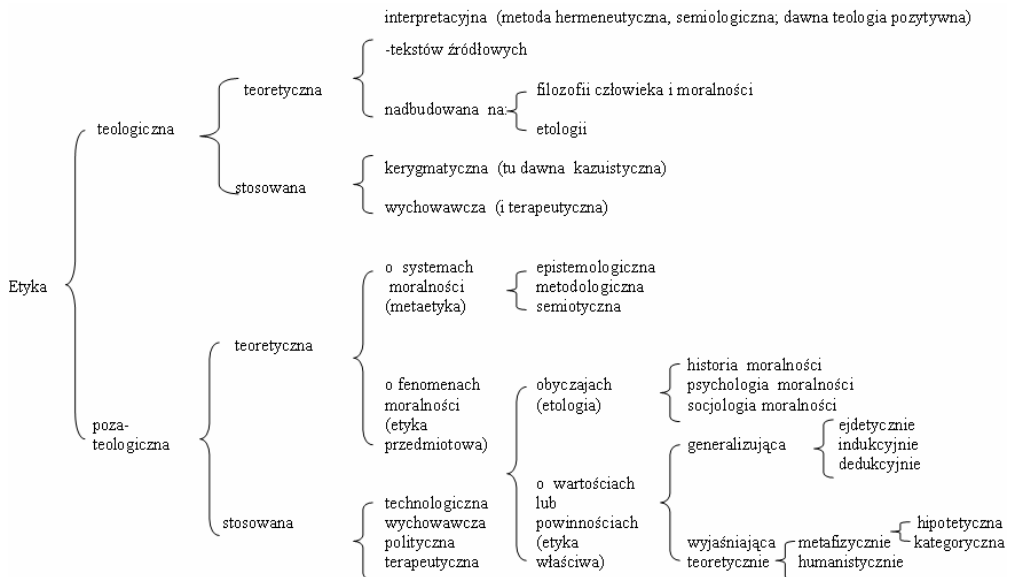 interpretacyjna (metoda hermeneutyczna, semiologiczna; dawna teologia pozytywna)
-tekstów źródłowych
teoretyczna
nadbudowana na:
filozofii człowieka i moralności
etologii
teologiczna
stosowana
kerygmatyczna (tu dawna kazuistyczna)
wychowawcza (i terapeutyczna)
Etyka
poza-
teologiczna
teoretyczna
o systemach
moralności
(metaetyka)
epistemologiczna
metodologiczna
semiotyczna
o fenomenach
moralności
(etyka
przedmiotowa)
obyczajach
(etologia)
historia moralności
psychologia moralności
socjologia moralności
o wartościach
lub
powinnościach
(etyka
właściwa)
generalizująca
ejdetycznie
indukcyjnie
dedukcyjnie
wyjaśniająca
teoretycznie
metafizycznie
humanistycznie
hipotetyczna
kategoryczna
stosowana
technologiczna
wychowawcza
polityczna
terapeutyczna